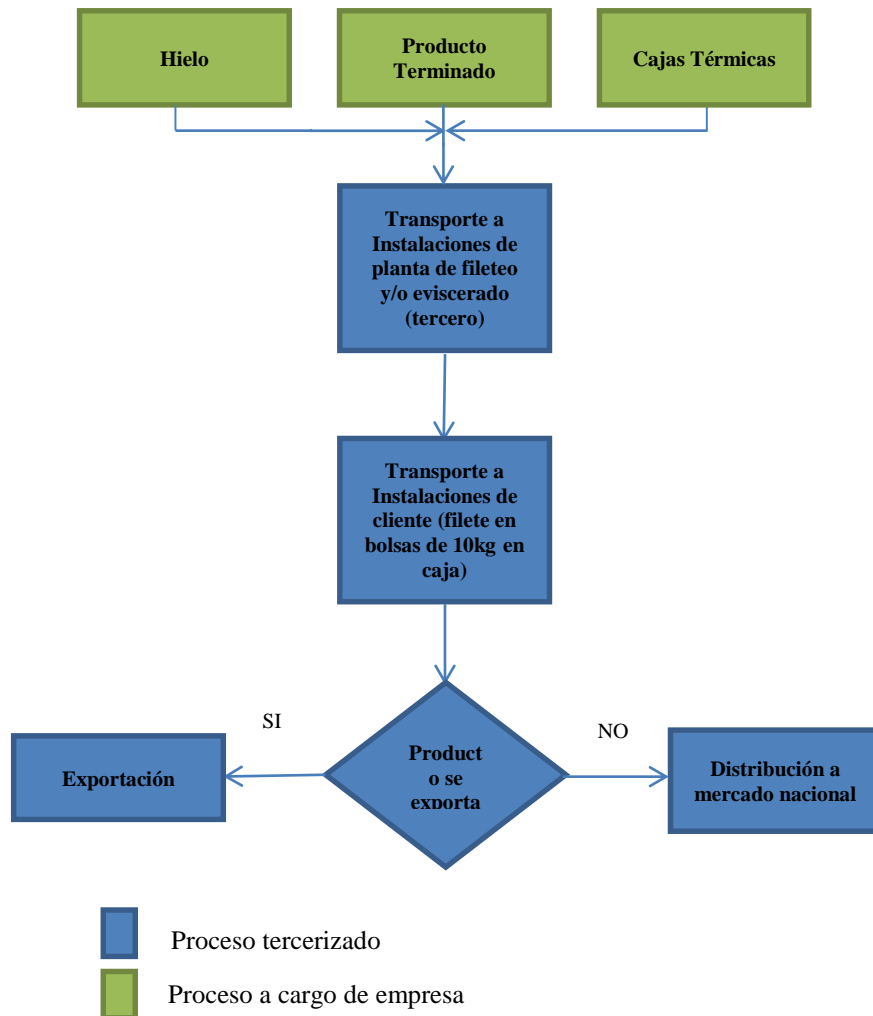 Hielo
Producto
Terminado
Cajas Térmicas
Transporte a
Instalaciones de
planta de fileteo
y/o eviscerado
(tercero)
Transporte a
Instalaciones de
cliente (filete en
bolsas de 10kg en
caja)
SI
NO
Product
o se
exporta
Exportación
Distribución a
mercado nacional
Proceso tercerizado
Proceso a cargo de empresa